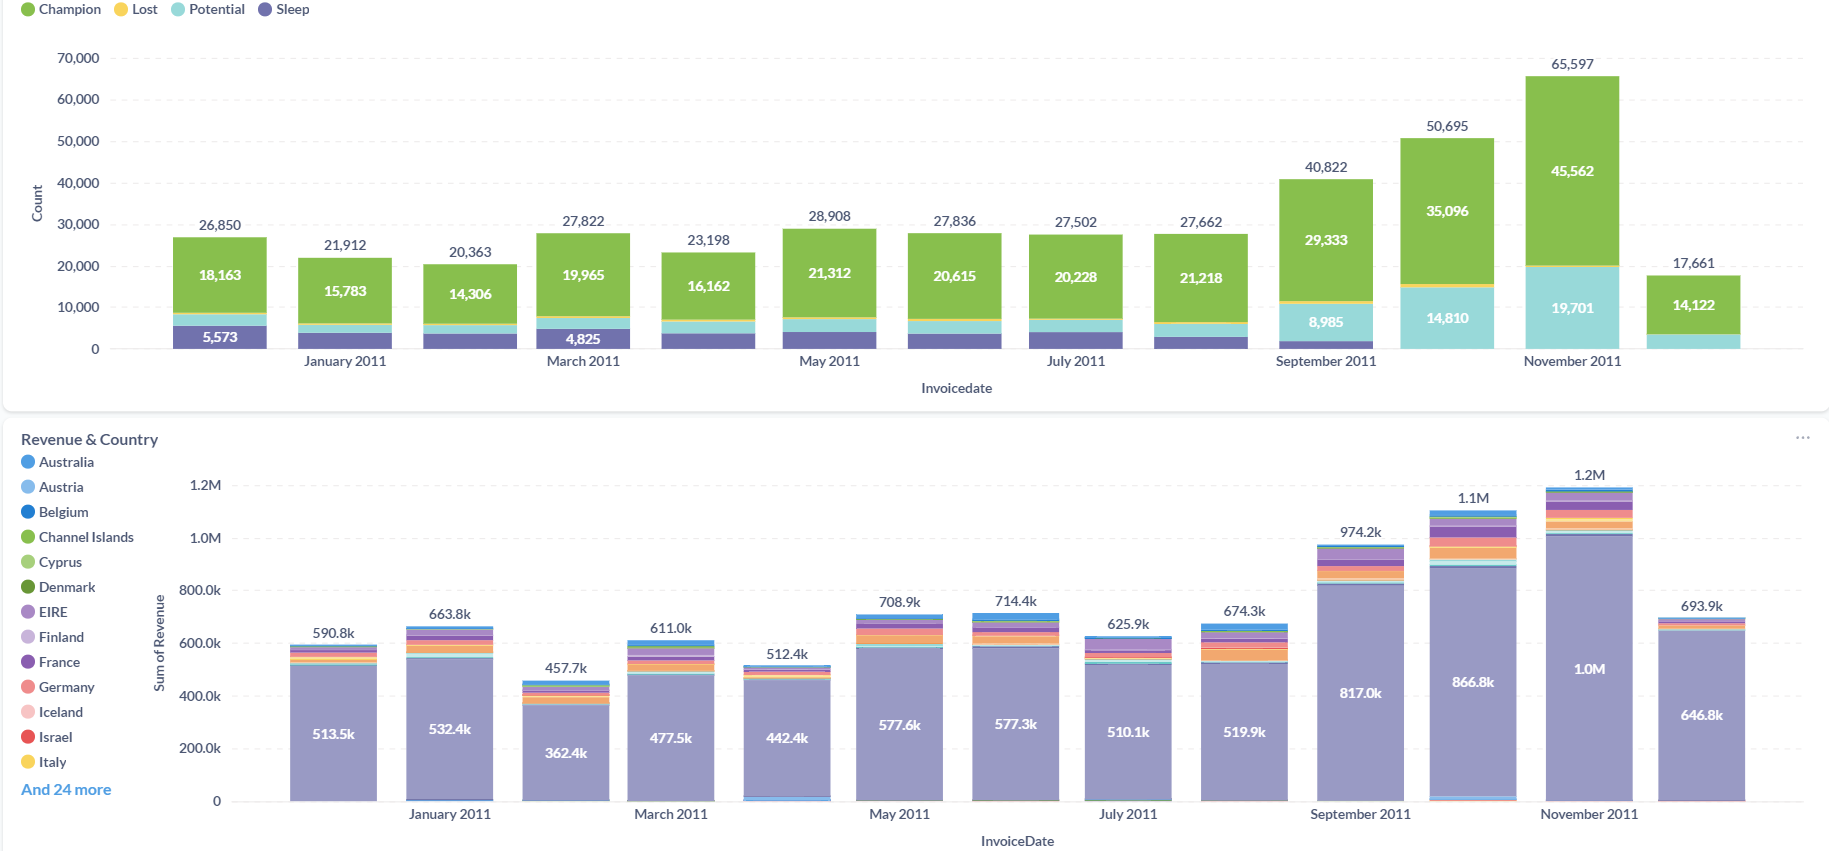 Champion Lost Potential Sleep
70,000
60,000
50,000
40,000
30,000
20,000
10,000
0
Count
26,850
18,163
5,573
21,912
15,783
20,363
14,306
27,822
19,965
4,825
23,198
16,162
28,908
21,312
27,836
20,615
27,502
20,228
27,662
21,218
40,822
29,333
8,985
50,695
35,096
14,810
65,597
45,562
19,701
17,661
14,122
January 2011 March 2011 May 2011 July 2011 September 2011 November 2011
Invoicedate
Revenue & Country
...
Australia
Austria
Belgium
Channel Islands
Cyprus
Denmark
EIRE
Finland
France
Germany
Iceland
Israel
Italy
And 24 more
1.2M
1.0M
800.0k
600.0k
400.0k
200.0k
0
Sum of Revenue
590.8k
513.5k
663.8k
532.4k
457.7k
362.4k
611.0k
477.5k
512.4k
442.4k
708.9k
577.6k
714.4k
577.3k
625.9k
510.1k
674.3k
519.9k
974.2k
817.0k
1.1M
866.8k
1.2M
1.0M
693.9k
646.8k
January 2011 March 2011 May 2011 July 2011 September 2011 November 2011
InvoiceDate